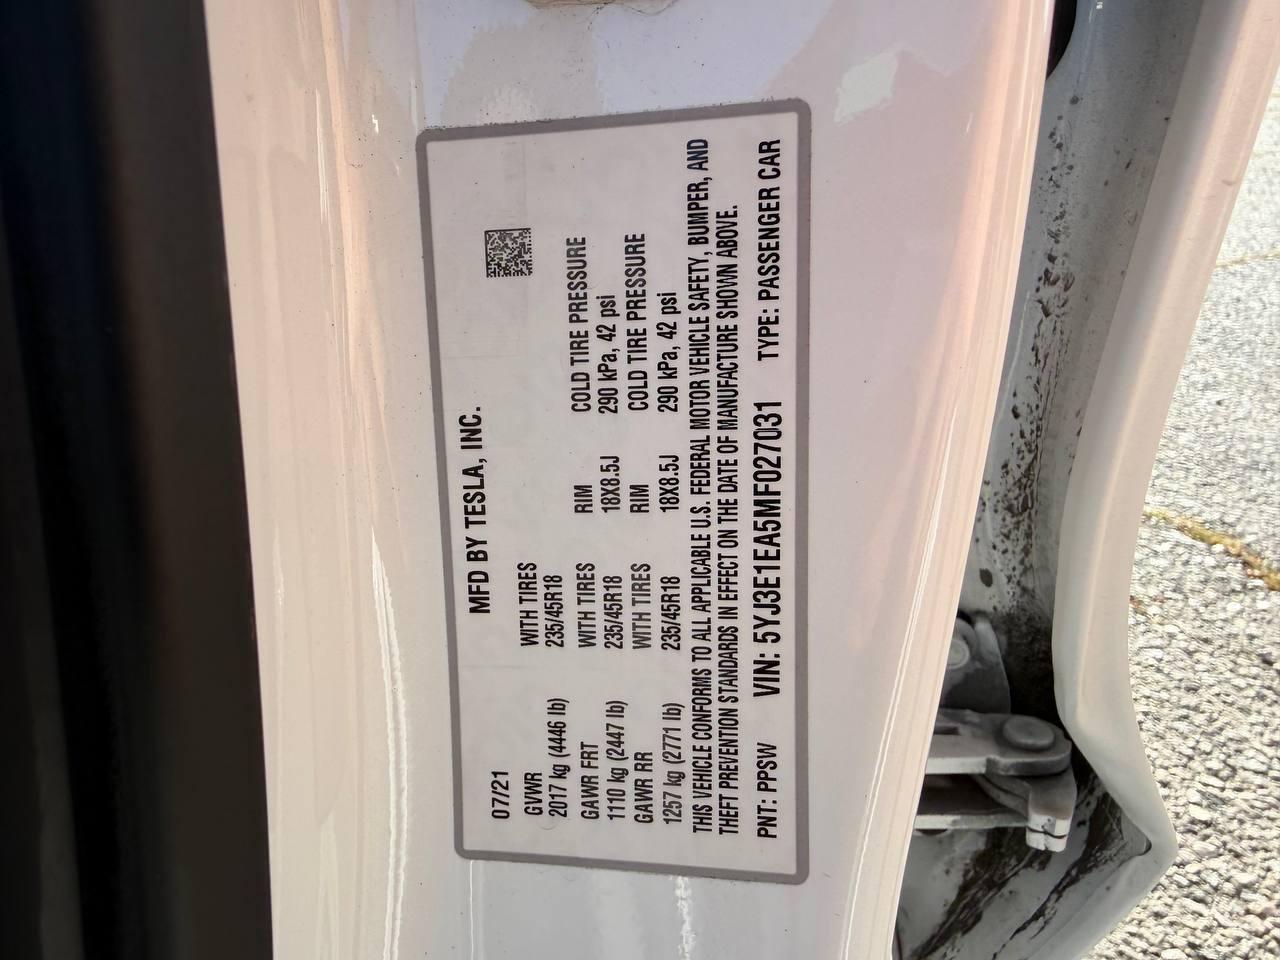 MFD BY TESLA, INC.
07/21
GVWR WITH TIRES
2017 kg (4446 lb) 235/45R18
GAWR FRT WITH TIRES RIM COLD TIRE PRESSURE
1110 kg (2447 lb) 235/45R18 18X8.5J 290 kPa, 42 psi
GAWR RR WITH TIRES RIM COLD TIRE PRESSURE
1257 kg (2771 lb) 235/45R18 18X8.5J 290 kPa, 42 psi
THIS VEHICLE CONFORMS TO ALL APPLICABLE U.S. FEDERAL MOTOR VEHICLE SAFETY, BUMPER, AND
THEFT PREVENTION STANDARDS IN EFFECT ON THE DATE OF MANUFACTURE SHOWN ABOVE.
PNT: PPSW VIN: 5YJ3E1EA5MF027031 TYPE: PASSENGER CAR